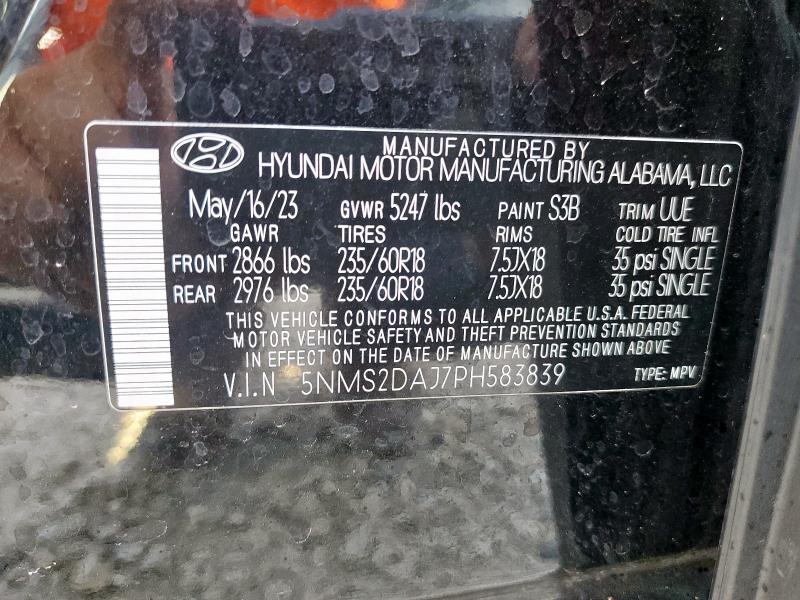 MANUFACTURED BY
HYUNDAI MOTOR MANUFACTURING ALABAMA, LLC
May/16/23 GVWR 5247 lbs PAINT S3B TRIM UUE
GAWR TIRES RIMS COLD TIRE INFL
FRONT 2866 lbs 235/60R18 7.5JX18 35 psi SINGLE
REAR 2976 lbs 235/60R18 7.5JX18 35 psi SINGLE
THIS VEHICLE CONFORMS TO ALL APPLICABLE U.S.A. FEDERAL
MOTOR VEHICLE SAFETY AND THEFT PREVENTION STANDARDS
IN EFFECT ON THE DATE OF MANUFACTURE SHOWN ABOVE
V.I.N 5NMS2DAJ7PH583839 TYPE: MPV